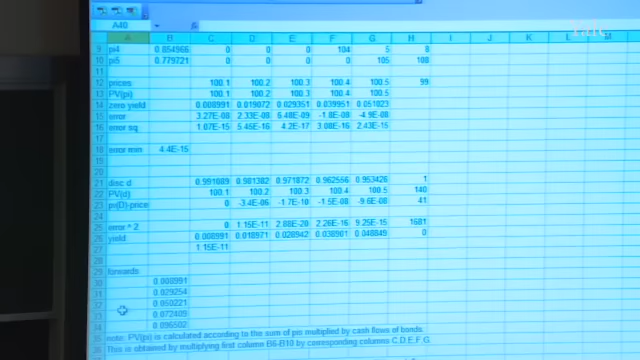 Yale
A40
fx
A B C D E F G H I J K L M
9 pi4 0.854966 0 0 0 104 5 8
10 pi5 0.779721 0 0 0 0 105 108
11
12 prices 100.1 100.2 100.3 100.4 100.5 99
13 PV(pi) 100.1 100.2 100.3 100.4 100.5
14 zero yield 0.008991 0.019072 0.029351 0.039951 0.051023
15 error 3.27E-08 2.33E-08 6.48E-09 -1.8E-08 -4.9E-08
16 error sq 1.07E-15 5.45E-16 4.2E-17 3.08E-16 2.43E-15
18 error min 4.4E-15
21 disc d 0.991089 0.981382 0.971872 0.962556 0.953426 1
22 PV(d) 100.1 100.2 100.3 100.4 100.5 140
23 pv(D)-price 0 -3.4E-06 -1.7E-10 -1.5E-08 -9.6E-08 41
25 error ^ 2 0 1.15E-11 2.88E-20 2.26E-16 9.25E-15 1681
26 yield 0.008991 0.018971 0.028942 0.038901 0.048849 0
27 1.15E-11
forwards:
30 0.008991
31 0.029254
32 0.050221
33 0.072409
34 0.096502
35 note: PV(pi) is calculated according to the sum of pis multiplied by cash flows of bonds.
36 This is obtained by multiplying first column B6-B10 by corresponding columns C,D,E,F,G.